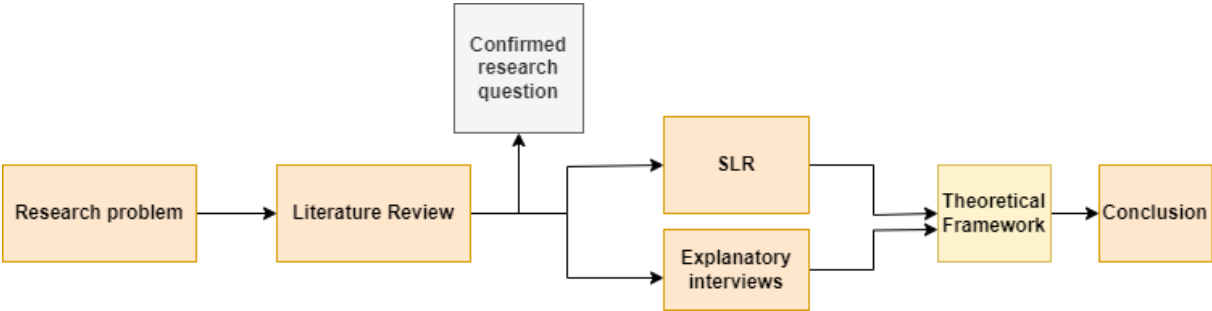 Research problem
Literature Review
Confirmed
research
question
SLR
Explanatory
interviews
Theoretical
Framework
Conclusion